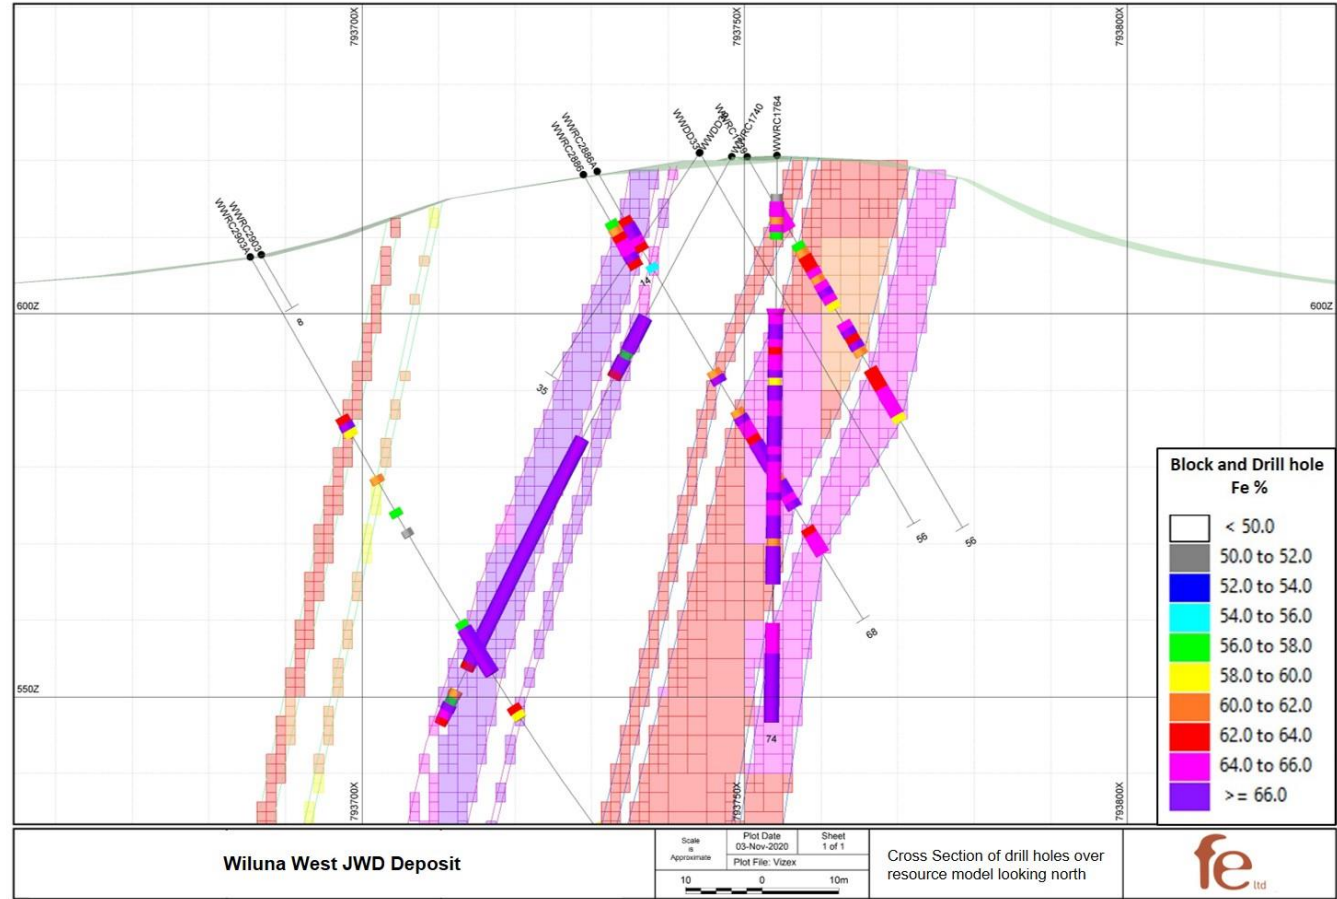 793700X
793750X
793800X
WWRC2903A
WWRC2903
WWRC2886
WWRC2886A
WWDD33
WWRC1740
WWRC1764
600Z
600Z
8
14
35
56
56
68
550Z
74
793700X
793750X
793800X
Block and Drill hole
Fe %
< 50.0
50.0 to 52.0
52.0 to 54.0
54.0 to 56.0
56.0 to 58.0
58.0 to 60.0
60.0 to 62.0
62.0 to 64.0
64.0 to 66.0
>= 66.0
Wiluna West JWD Deposit
Scale
is
Approximate
Plot Date
03-Nov-2020
Sheet
1 of 1
Plot File: Vizex
10 0 10m
Cross Section of drill holes over
resource model looking north
fe ltd